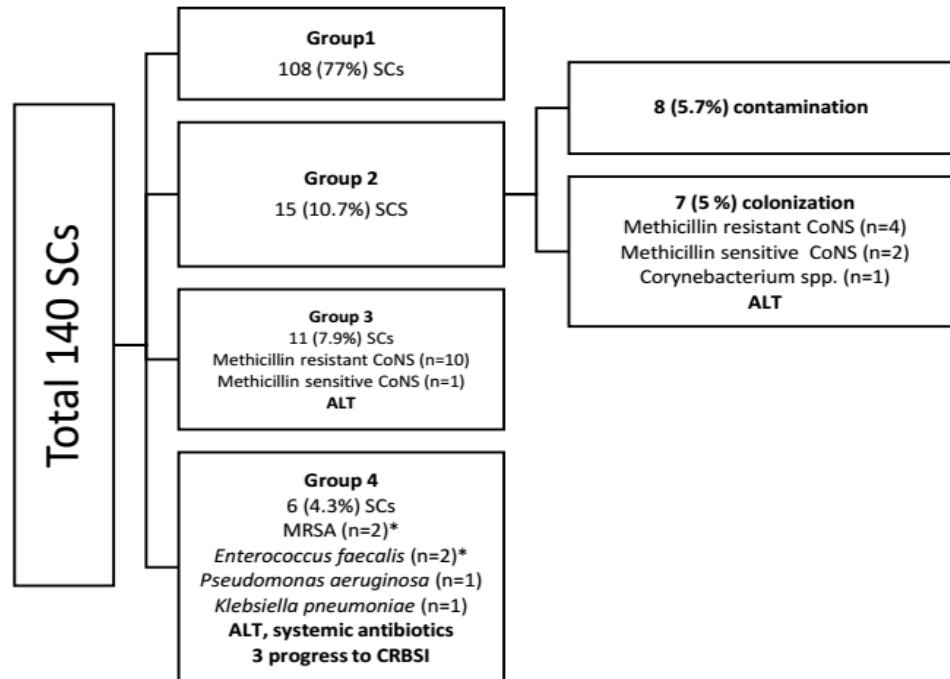 Total 140 SCs
Group1
108 (77%) SCs
Group 2
15 (10.7%) SCS
8 (5.7%) contamination
7 (5 %) colonization
Methicillin resistant CoNS (n=4)
Methicillin sensitive CoNS (n=2)
Corynebacterium spp. (n=1)
ALT
Group 3
11 (7.9%) SCs
Methicillin resistant CoNS (n=10)
Methicillin sensitive CoNS (n=1)
ALT
Group 4
6 (4.3%) SCs
MRSA (n=2)*
Enterococcus faecalis (n=2)*
Pseudomonas aeruginosa (n=1)
Klebsiella pneumoniae (n=1)
ALT, systemic antibiotics
3 progress to CRBSI